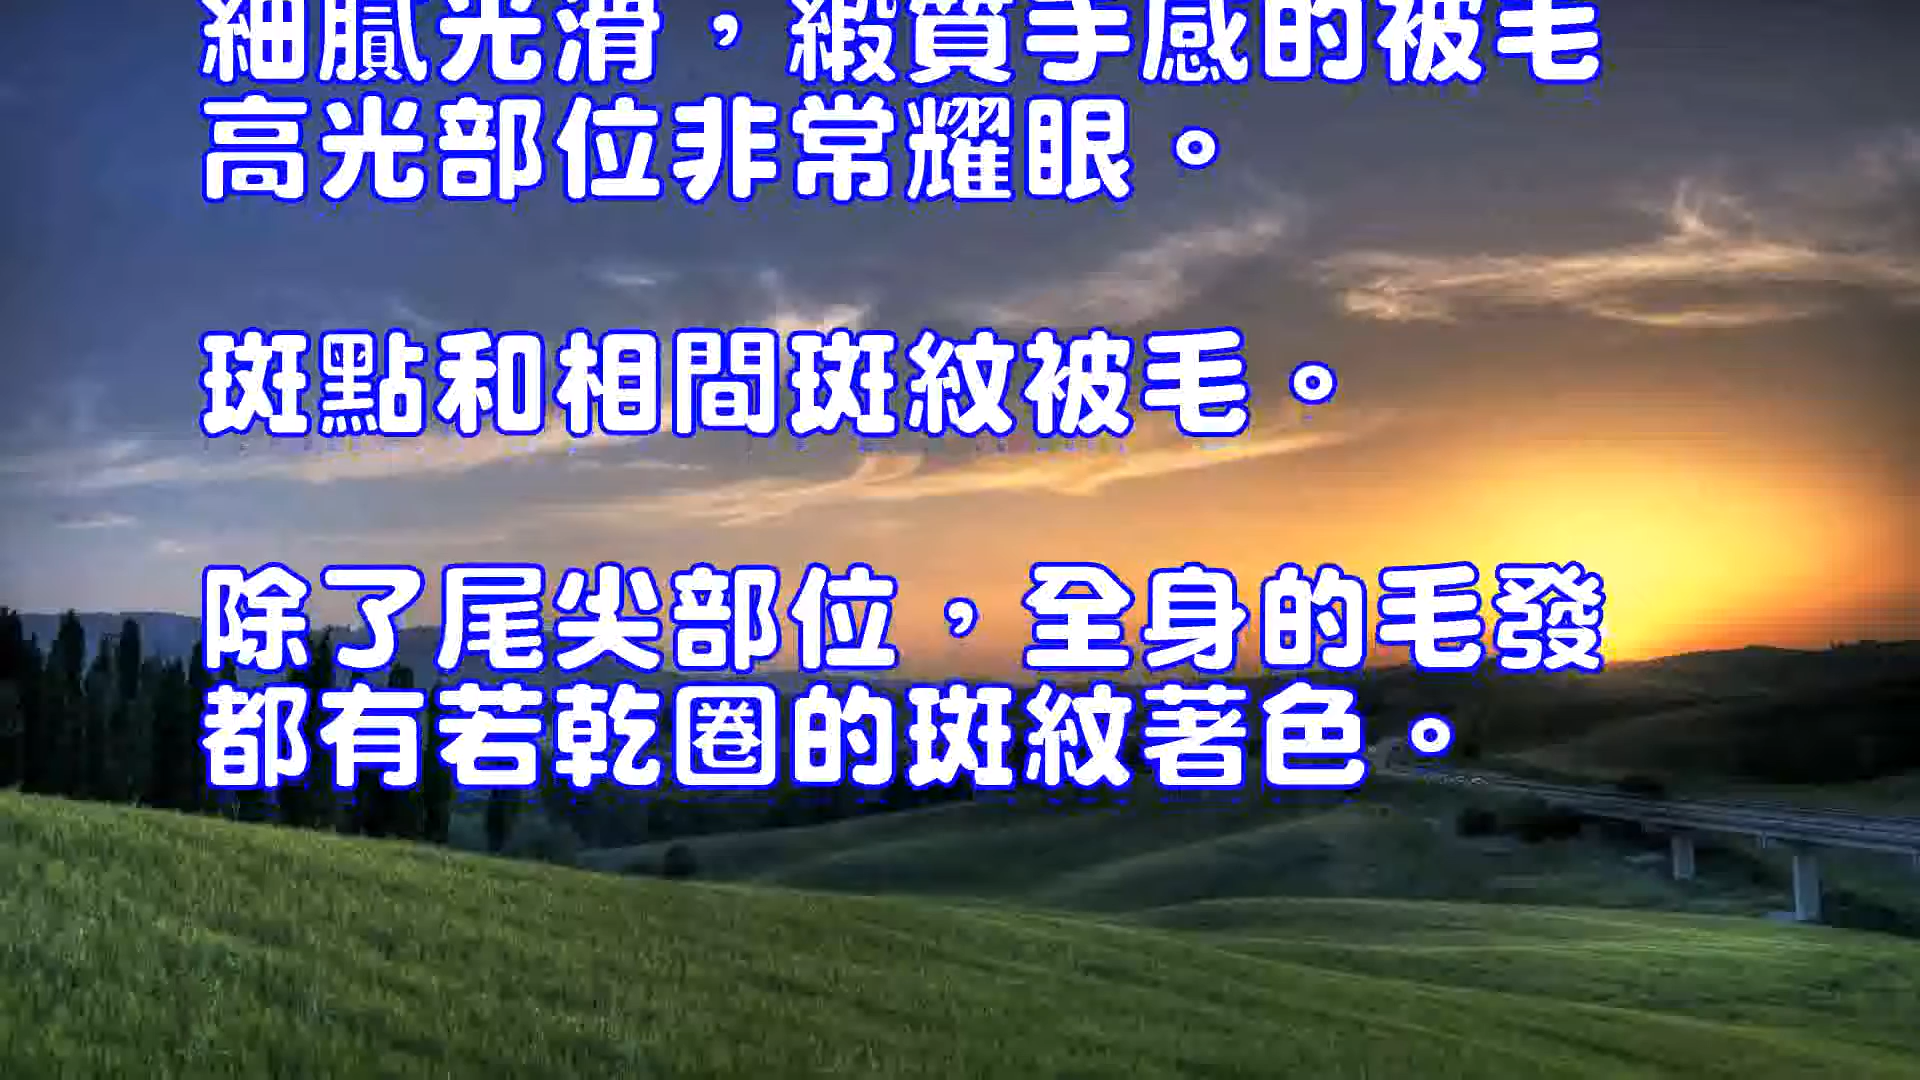 細膩光滑，緞質手感的被毛
高光部位非常耀眼。
斑點和相間斑紋被毛。
除了尾尖部位，全身的毛發
都有若乾圈的斑紋著色。